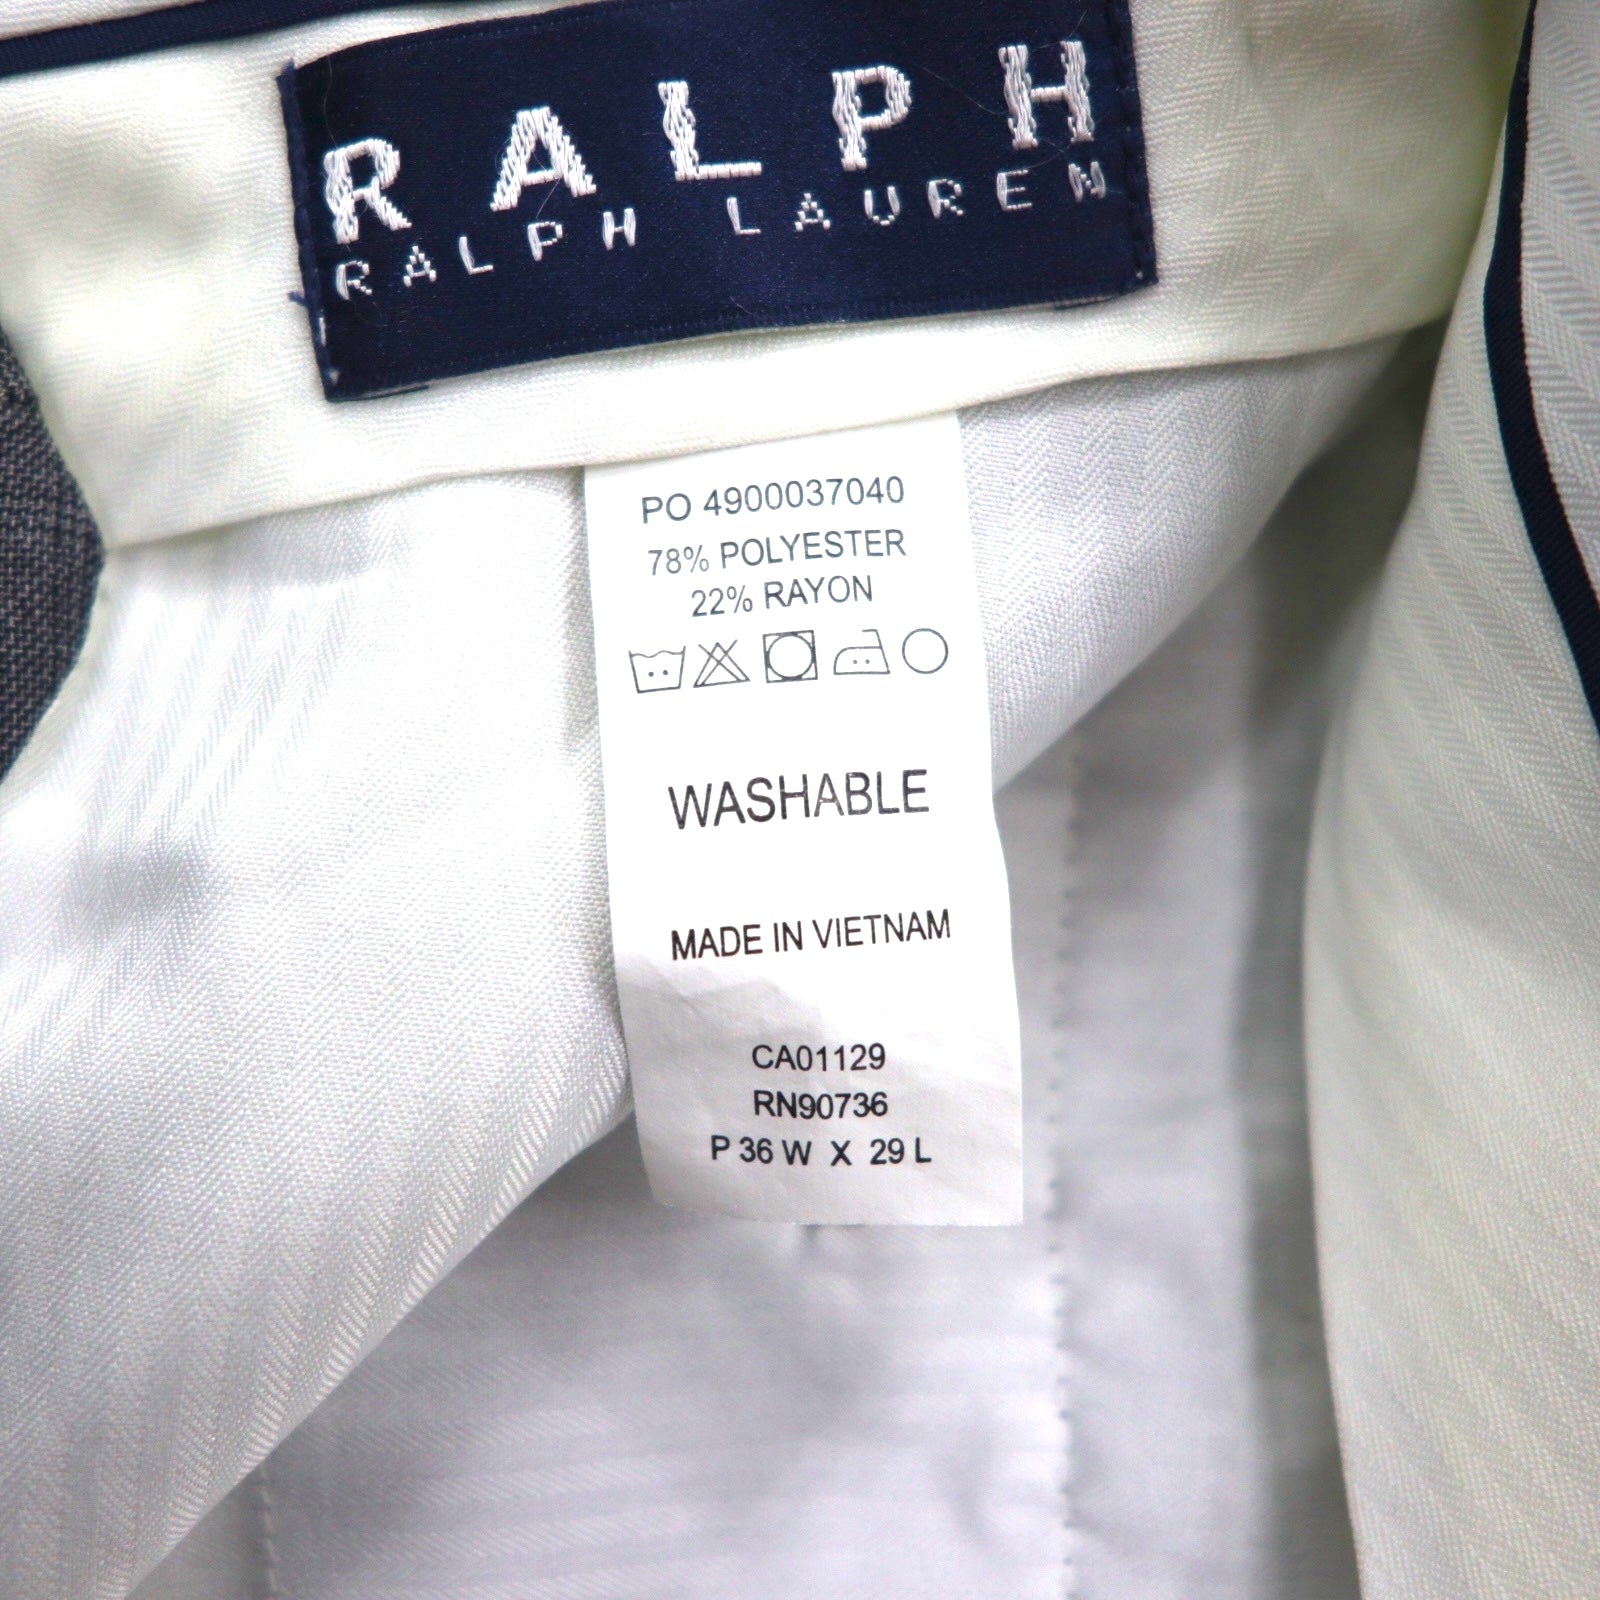 RALPH
RALPH LAUREN
PO 4900037040
78% POLYESTER
22% RAYON
WASHABLE
MADE IN VIETNAM
CA01129
RN90736
P 36 W X 29 L